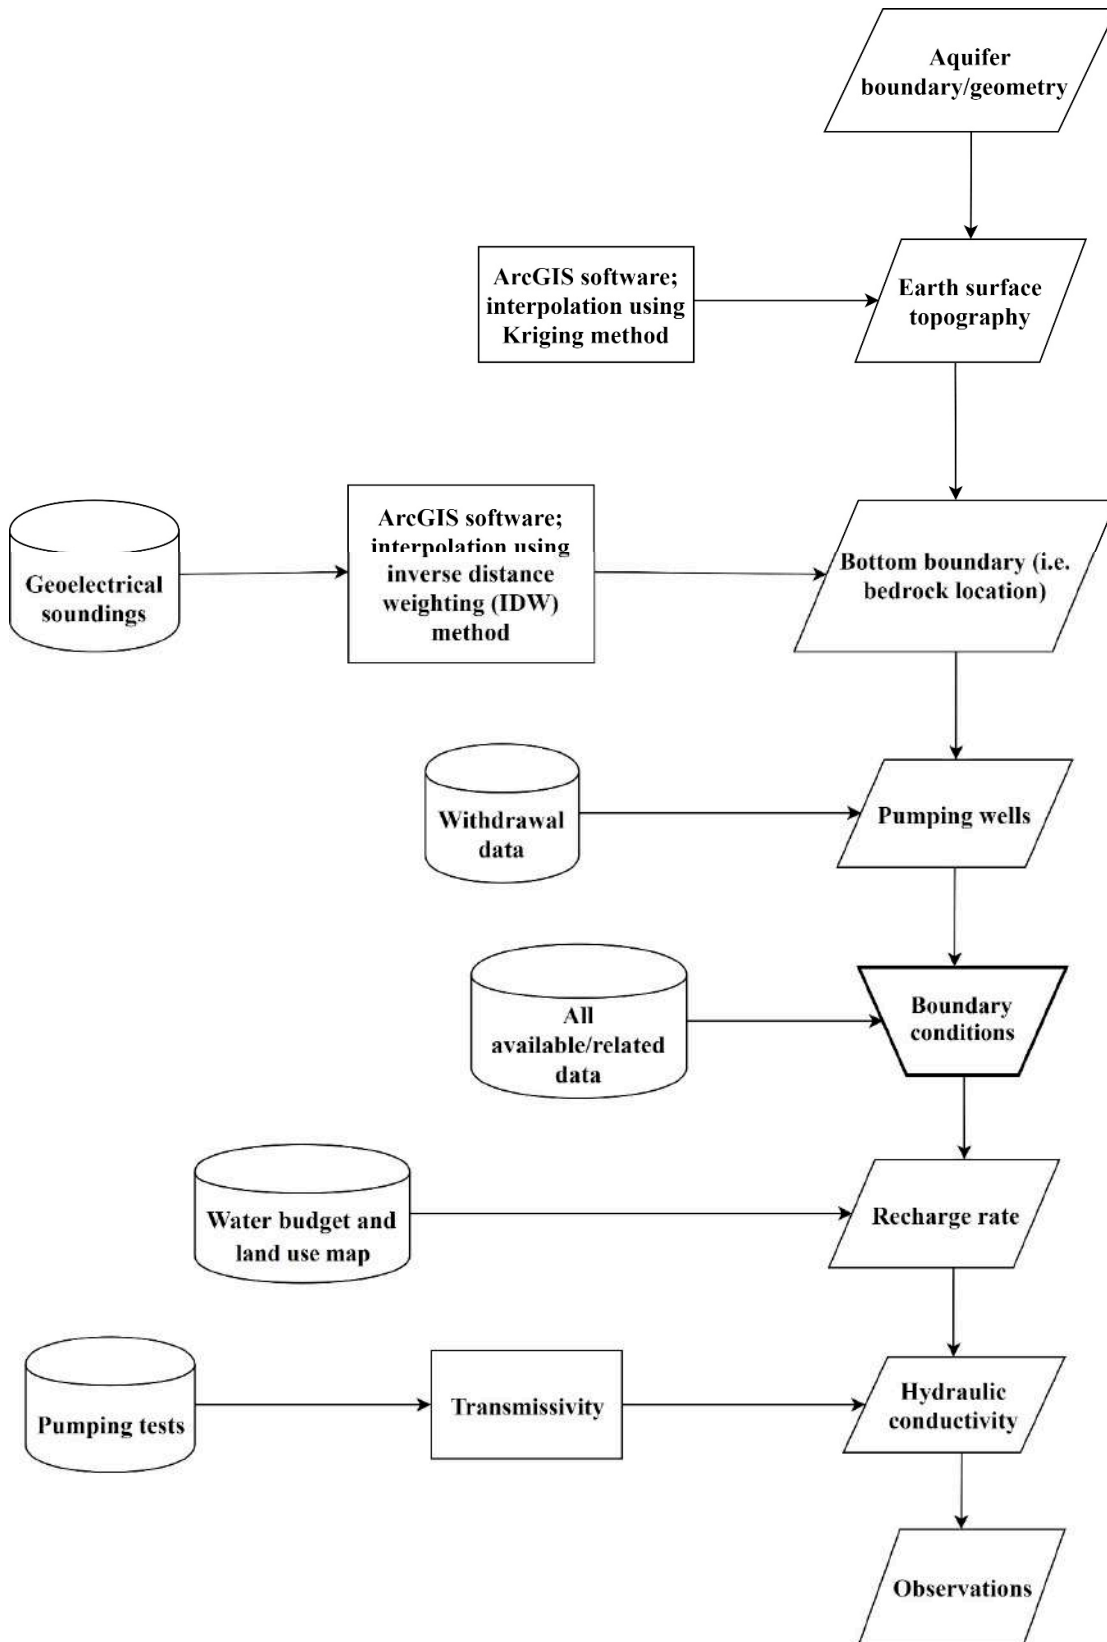 Aquifer
boundary/geometry
ArcGIS software;
interpolation using
Kriging method
Earth surface
topography
Geoelectrical
soundings
ArcGIS software;
interpolation using
inverse distance
weighting (IDW)
method
Bottom boundary (i.e.
bedrock location)
Withdrawal
data
Pumping wells
All
available/related
data
Boundary
conditions
Water budget and
land use map
Recharge rate
Pumping tests
Transmissivity
Hydraulic
conductivity
Observations